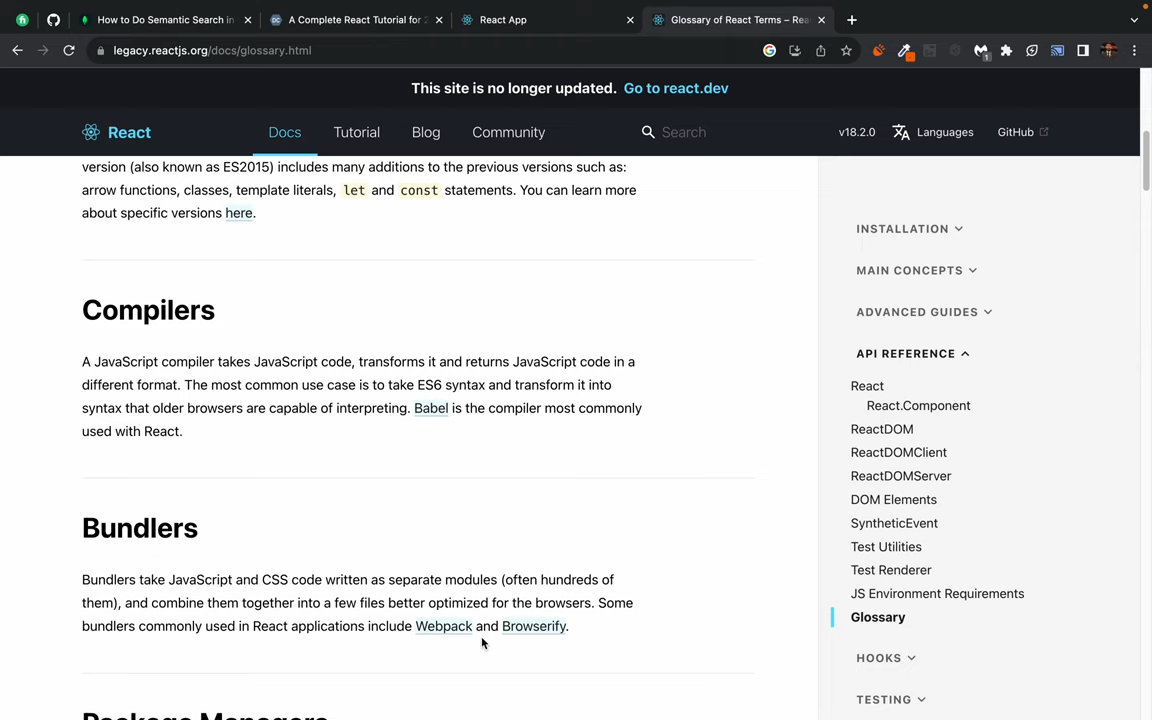 How to Do Semantic Search in
A Complete React Tutorial for 2
React App
Glossary of React Terms – Rea
legacy.reactjs.org/docs/glossary.html
1
This site is no longer updated. Go to react.dev
React
Docs
Tutorial
Blog
Community
Search
v18.2.0
Languages
GitHub
version (also known as ES2015) includes many additions to the previous versions such as:
arrow functions, classes, template literals, let and const statements. You can learn more
about specific versions here.
Compilers
A JavaScript compiler takes JavaScript code, transforms it and returns JavaScript code in a
different format. The most common use case is to take ES6 syntax and transform it into
syntax that older browsers are capable of interpreting. Babel is the compiler most commonly
used with React.
Bundlers
Bundlers take JavaScript and CSS code written as separate modules (often hundreds of
them), and combine them together into a few files better optimized for the browsers. Some
bundlers commonly used in React applications include Webpack and Browserify.
Package Managers
INSTALLATION
MAIN CONCEPTS
ADVANCED GUIDES
API REFERENCE
React
React.Component
ReactDOM
ReactDOMClient
ReactDOMServer
DOM Elements
SyntheticEvent
Test Utilities
Test Renderer
JS Environment Requirements
Glossary
HOOKS
TESTING